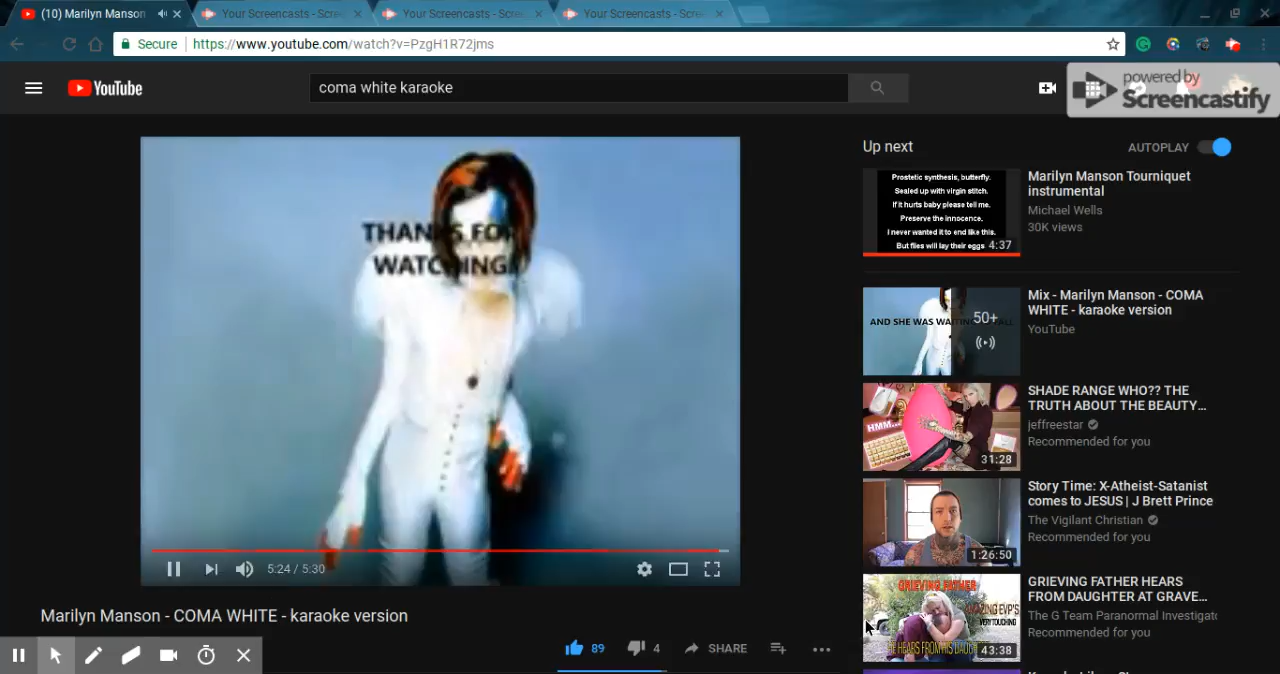 (10) Marilyn Manson
Your Screencasts - Scre
Your Screencasts - Scre
Your Screencasts - Scre
Secure
https://www.youtube.com/watch?v=PzgH1R72jms
YouTube
coma white karaoke
powered by
Screencastify
THANKS FOR
WATCHING!
5:24 / 5:30
Marilyn Manson - COMA WHITE - karaoke version
89
4
SHARE
Up next
AUTOPLAY
Prostetic synthesis, butterfly.
Sealed up with virgin stitch.
If it hurts baby please tell me.
Preserve the innocence.
I never wanted it to end like this.
But flies will lay their eggs
4:37
Marilyn Manson Tourniquet
instrumental
Michael Wells
30K views
AND SHE WAS
50+
Mix - Marilyn Manson - COMA
WHITE - karaoke version
YouTube
HMM...
31:28
SHADE RANGE WHO?? THE
TRUTH ABOUT THE BEAUTY...
jeffreestar
Recommended for you
1:26:50
Story Time: X-Atheist-Satanist
comes to JESUS | J Brett Prince
The Vigilant Christian
Recommended for you
GRIEVING FATHER
AMAZING EVP'S
VERY TOUCHING
43:38
GRIEVING FATHER HEARS
FROM DAUGHTER AT GRAVE...
The G Team Paranormal Investigato
Recommended for you